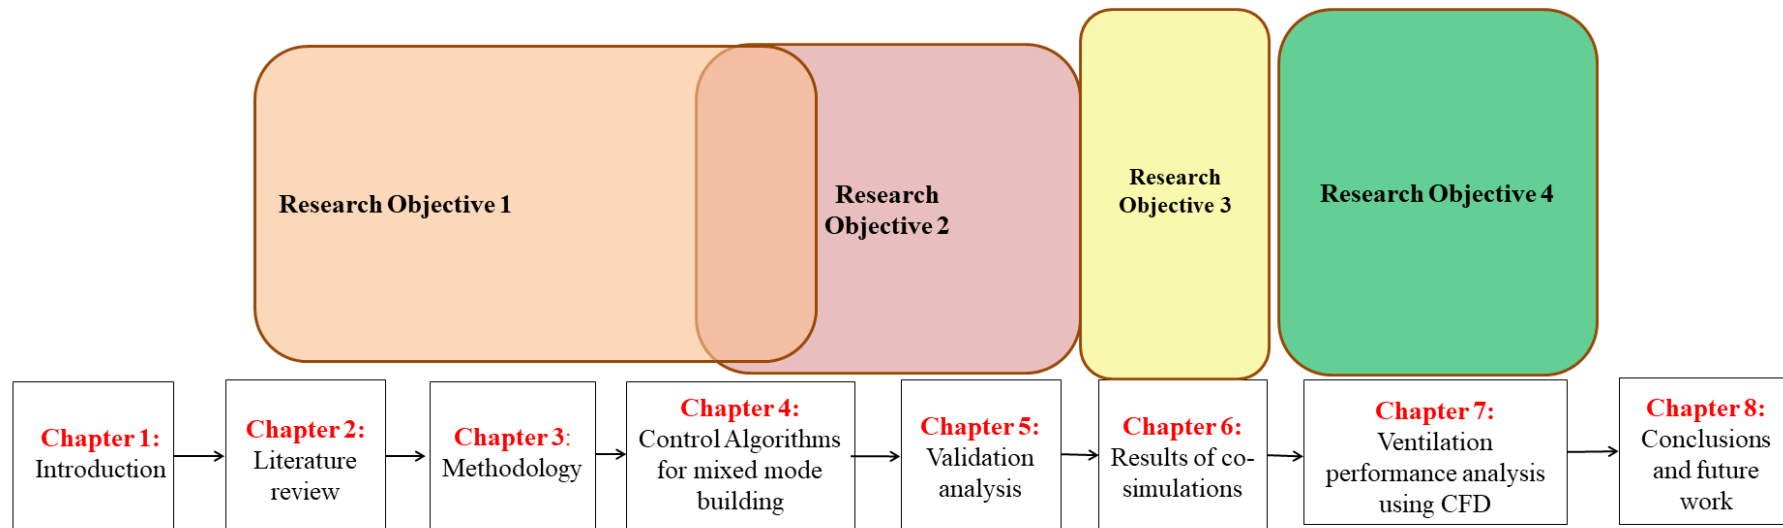 Research Objective 1
Research
Objective 2
Research
Objective 3
Research Objective 4
Chapter 1:
Introduction
Chapter 2:
Literature
review
Chapter 3:
Methodology
Chapter 4:
Control Algorithms
for mixed mode
building
Chapter 5:
Validation
analysis
Chapter 6:
Results of co-
simulations
Chapter 7:
Ventilation
performance analysis
using CFD
Chapter 8:
Conclusions
and future
work